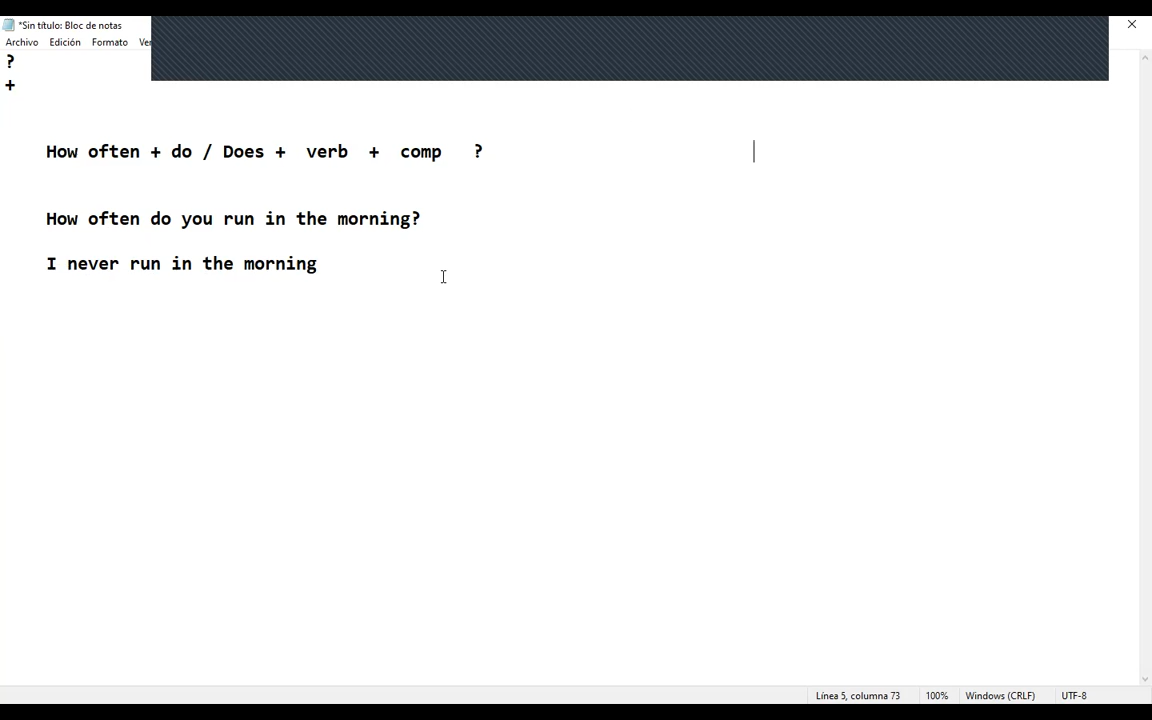 *Sin título: Bloc de notas
Archivo Edición Formato Ver
?
+
How often + do / Does + verb + comp ?
How often do you run in the morning?
I never run in the morning
Línea 5, columna 73 100% Windows (CRLF) UTF-8